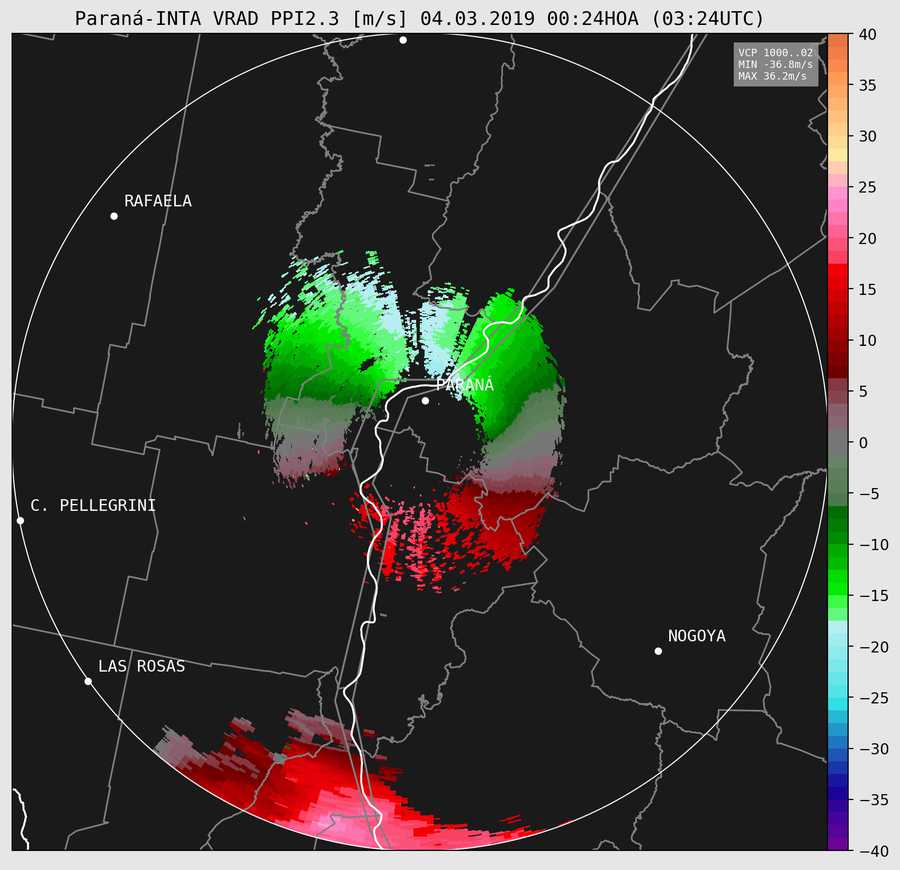 Paraná-INTA VRAD PPI2.3 [m/s] 04.03.2019 00:24HOA (03:24UTC)
VCP 1000..02
MIN -36.8m/s
MAX 36.2m/s
40
35
30
25
20
15
10
5
0
−5
−10
−15
−20
−25
−30
−35
−40
RAFAELA
PARANÁ
C. PELLEGRINI
NOGOYA
LAS ROSAS